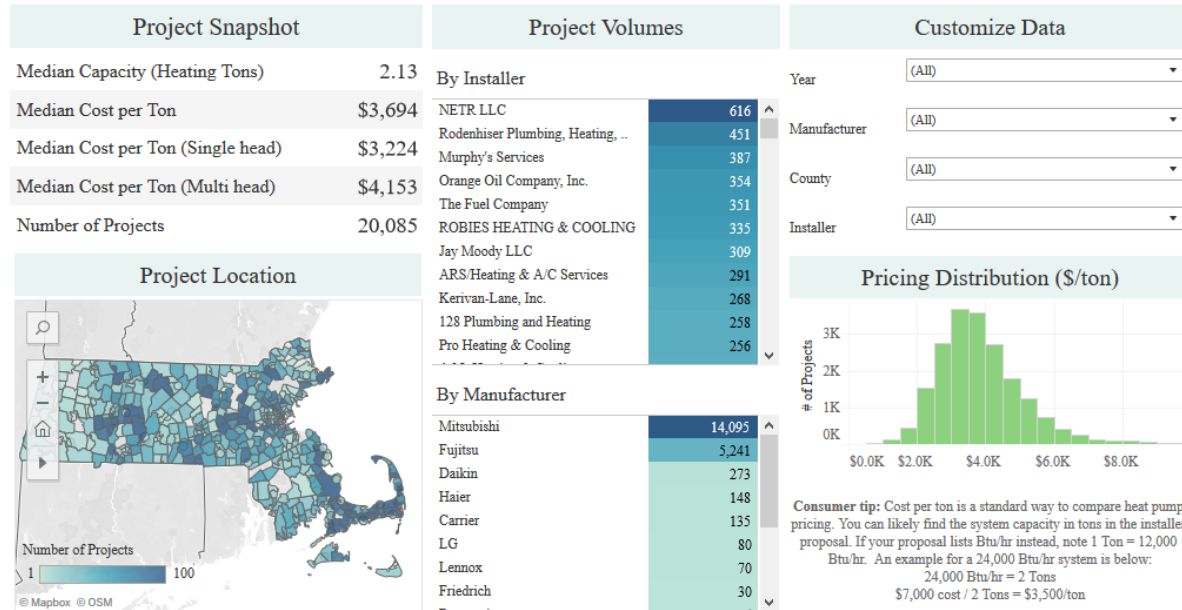 Project Snapshot
Median Capacity (Heating Tons) 2.13
Median Cost per Ton $3,694
Median Cost per Ton (Single head) $3,224
Median Cost per Ton (Multi head) $4,153
Number of Projects 20,085
Project Location
Number of Projects
1 100
© Mapbox © OSM
Project Volumes
By Installer
NETR LLC 616
Rodenhiser Plumbing, Heating, .. 451
Murphy's Services 387
Orange Oil Company, Inc. 354
The Fuel Company 351
ROBIES HEATING & COOLING 335
Jay Moody LLC 309
ARS/Heating & A/C Services 291
Kerivan-Lane, Inc. 268
128 Plumbing and Heating 258
Pro Heating & Cooling 256
By Manufacturer
Mitsubishi 14,095
Fujitsu 5,241
Daikin 273
Haier 148
Carrier 135
LG 80
Lennox 70
Friedrich 30
Customize Data
Year (All)
Manufacturer (All)
County (All)
Installer (All)
Pricing Distribution ($/ton)
# of Projects
3K
2K
1K
0K
$0.0K $2.0K $4.0K $6.0K $8.0K
Consumer tip: Cost per ton is a standard way to compare heat pump
pricing. You can likely find the system capacity in tons in the installer
proposal. If your proposal lists Btu/hr instead, note 1 Ton = 12,000
Btu/hr. An example for a 24,000 Btu/hr system is below:
24,000 Btu/hr = 2 Tons
$7,000 cost / 2 Tons = $3,500/ton